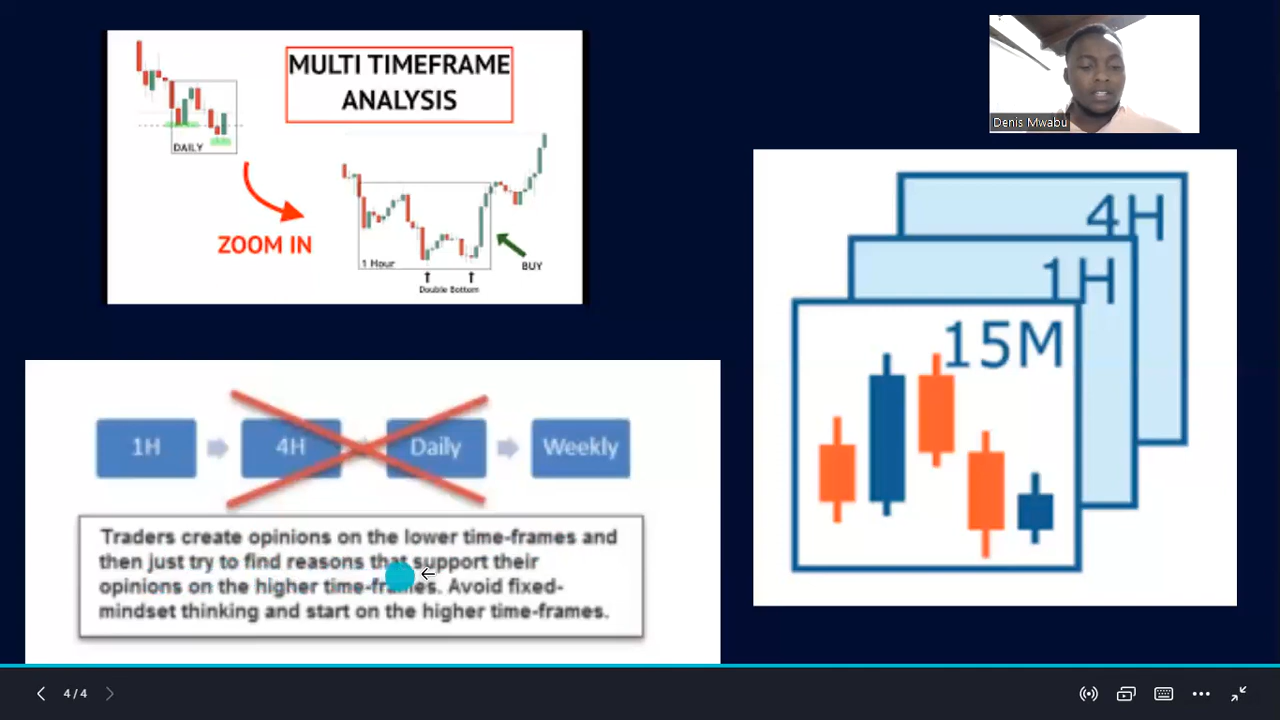 MULTI TIMEFRAME
ANALYSIS
DAILY
ZOOM IN
1 Hour
Double Bottom
BUY
Denis Mwabu
4H
1H
15M
1H
4H
Daily
Weekly
Traders create opinions on the lower time-frames and
then just try to find reasons that support their
opinions on the higher time-frames. Avoid fixed-
mindset thinking and start on the higher time-frames.
4 / 4